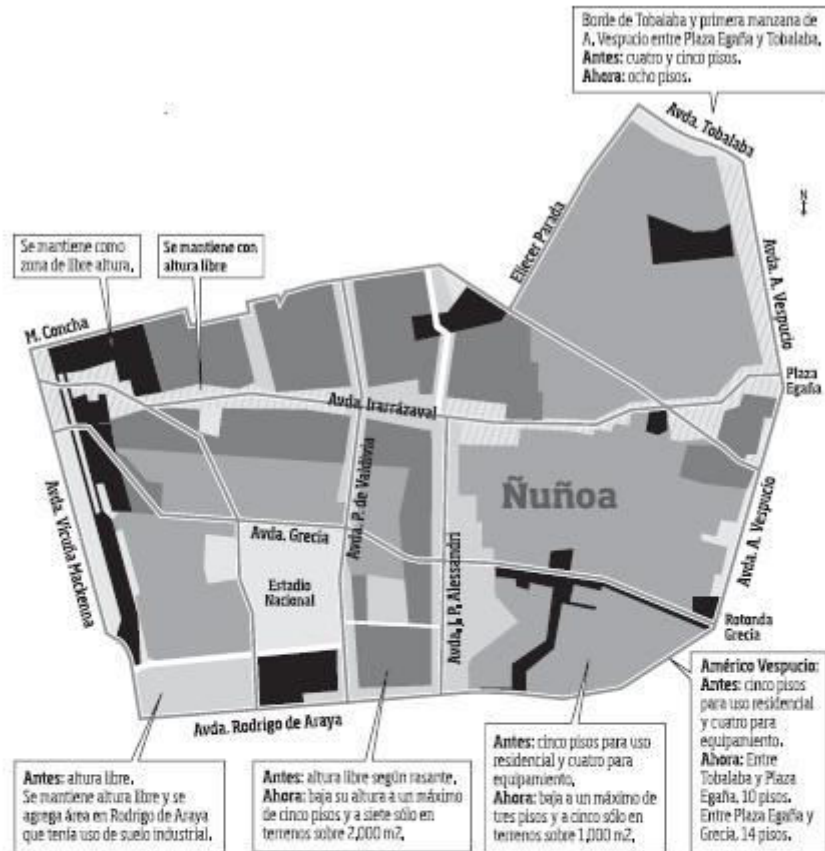 Borde de Tobalaba y primera manzana de
A. Vespucio entre Plaza Egaña y Tobalaba.
Antes: cuatro y cinco pisos.
Ahora: ocho pisos.
Avda. Tobalaba
N
Eliecer Parada
Avda. A. Vespucio
Se mantiene como
zona de libre altura.
Se mantiene con
altura libre
M. Concha
Plaza
Egaña
Avda. Irarrázaval
Ñuñoa
Avda. P. de Valdivia
Avda. Vicuña Mackenna
Avda. Grecia
Avda. A. Vespucio
Estadio
Nacional
Avda. J. P. Alessandri
Rotonda
Grecia
Avda. Rodrigo de Araya
Américo Vespucio:
Antes: cinco pisos
para uso residencial
y cuatro para
equipamiento.
Ahora: Entre
Tobalaba y Plaza
Egaña, 10 pisos.
Entre Plaza Egaña y
Grecia, 14 pisos.
Antes: altura libre.
Se mantiene altura libre y se
agrega área en Rodrigo de Araya
que tenía uso de suelo industrial.
Antes: altura libre según rasante.
Ahora: baja su altura a un máximo
de cinco pisos y a siete sólo en
terrenos sobre 2.000 m2.
Antes: cinco pisos para uso
residencial y cuatro para
equipamiento.
Ahora: baja a un máximo de
tres pisos y a cinco sólo en
terrenos sobre 1.000 m2.